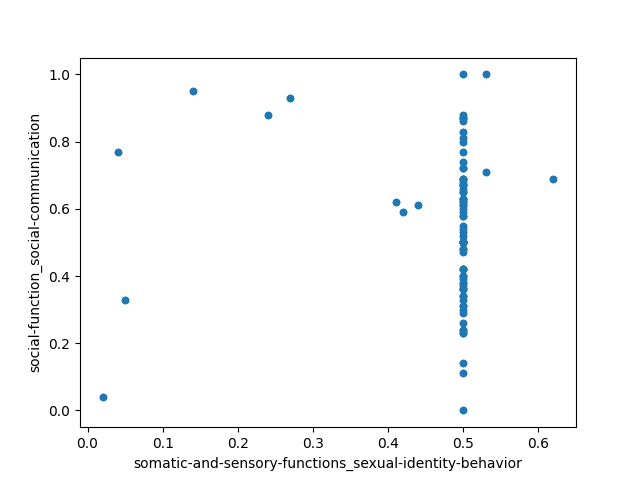 1.0
0.8
0.6
0.4
0.2
0.0
social-function_social-communication
0.0 0.1 0.2 0.3 0.4 0.5 0.6
somatic-and-sensory-functions_sexual-identity-behavior